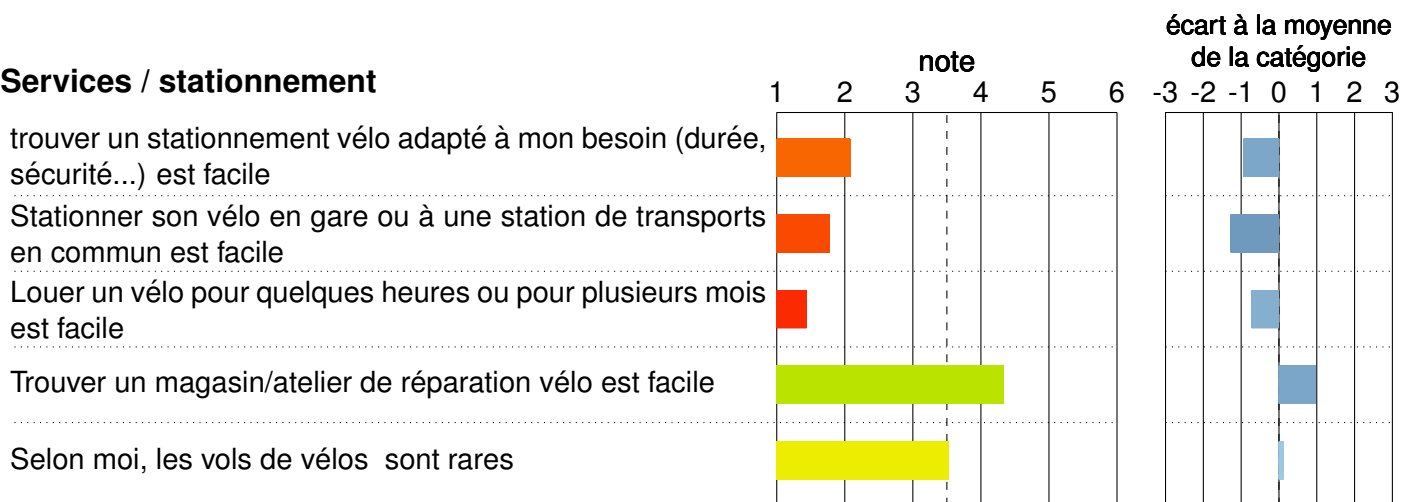 écart à la moyenne
de la catégorie
note
Services / stationnement
1 2 3 4 5 6
-3 -2 -1 0 1 2 3
trouver un stationnement vélo adapté à mon besoin (durée,
sécurité...) est facile
Stationner son vélo en gare ou à une station de transports
en commun est facile
Louer un vélo pour quelques heures ou pour plusieurs mois
est facile
Trouver un magasin/atelier de réparation vélo est facile
Selon moi, les vols de vélos sont rares